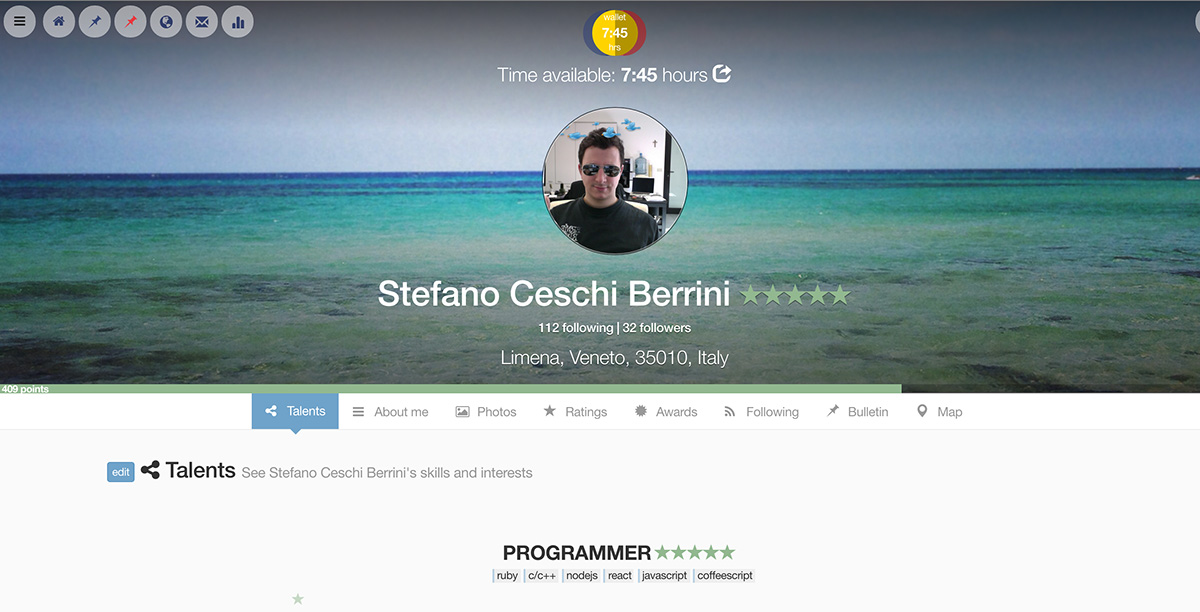 wallet
7:45
hrs
Time available: 7:45 hours
Stefano Ceschi Berrini
112 following | 32 followers
Limena, Veneto, 35010, Italy
409 points
Talents About me Photos Ratings Awards Following Bulletin Map
edit Talents See Stefano Ceschi Berrini's skills and interests
PROGRAMMER
ruby c/c++ nodejs react javascript coffeescript